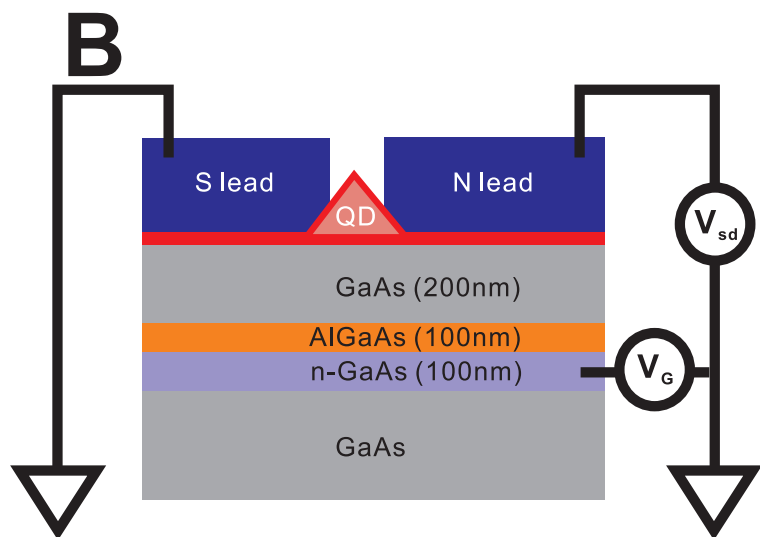 B
S lead
N lead
QD
Vsd
GaAs (200nm)
AlGaAs (100nm)
n-GaAs (100nm)
VG
GaAs